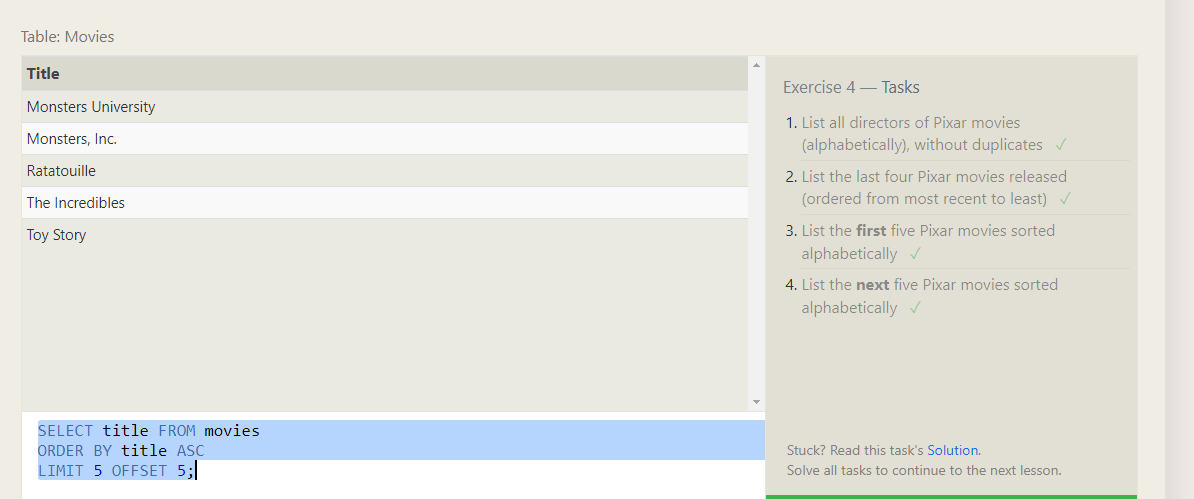 Table: Movies
Title
Monsters University
Monsters, Inc.
Ratatouille
The Incredibles
Toy Story
SELECT title FROM movies
ORDER BY title ASC
LIMIT 5 OFFSET 5;
Exercise 4 — Tasks
1. List all directors of Pixar movies
(alphabetically), without duplicates ✓
2. List the last four Pixar movies released
(ordered from most recent to least) ✓
3. List the first five Pixar movies sorted
alphabetically ✓
4. List the next five Pixar movies sorted
alphabetically ✓
Stuck? Read this task's Solution.
Solve all tasks to continue to the next lesson.